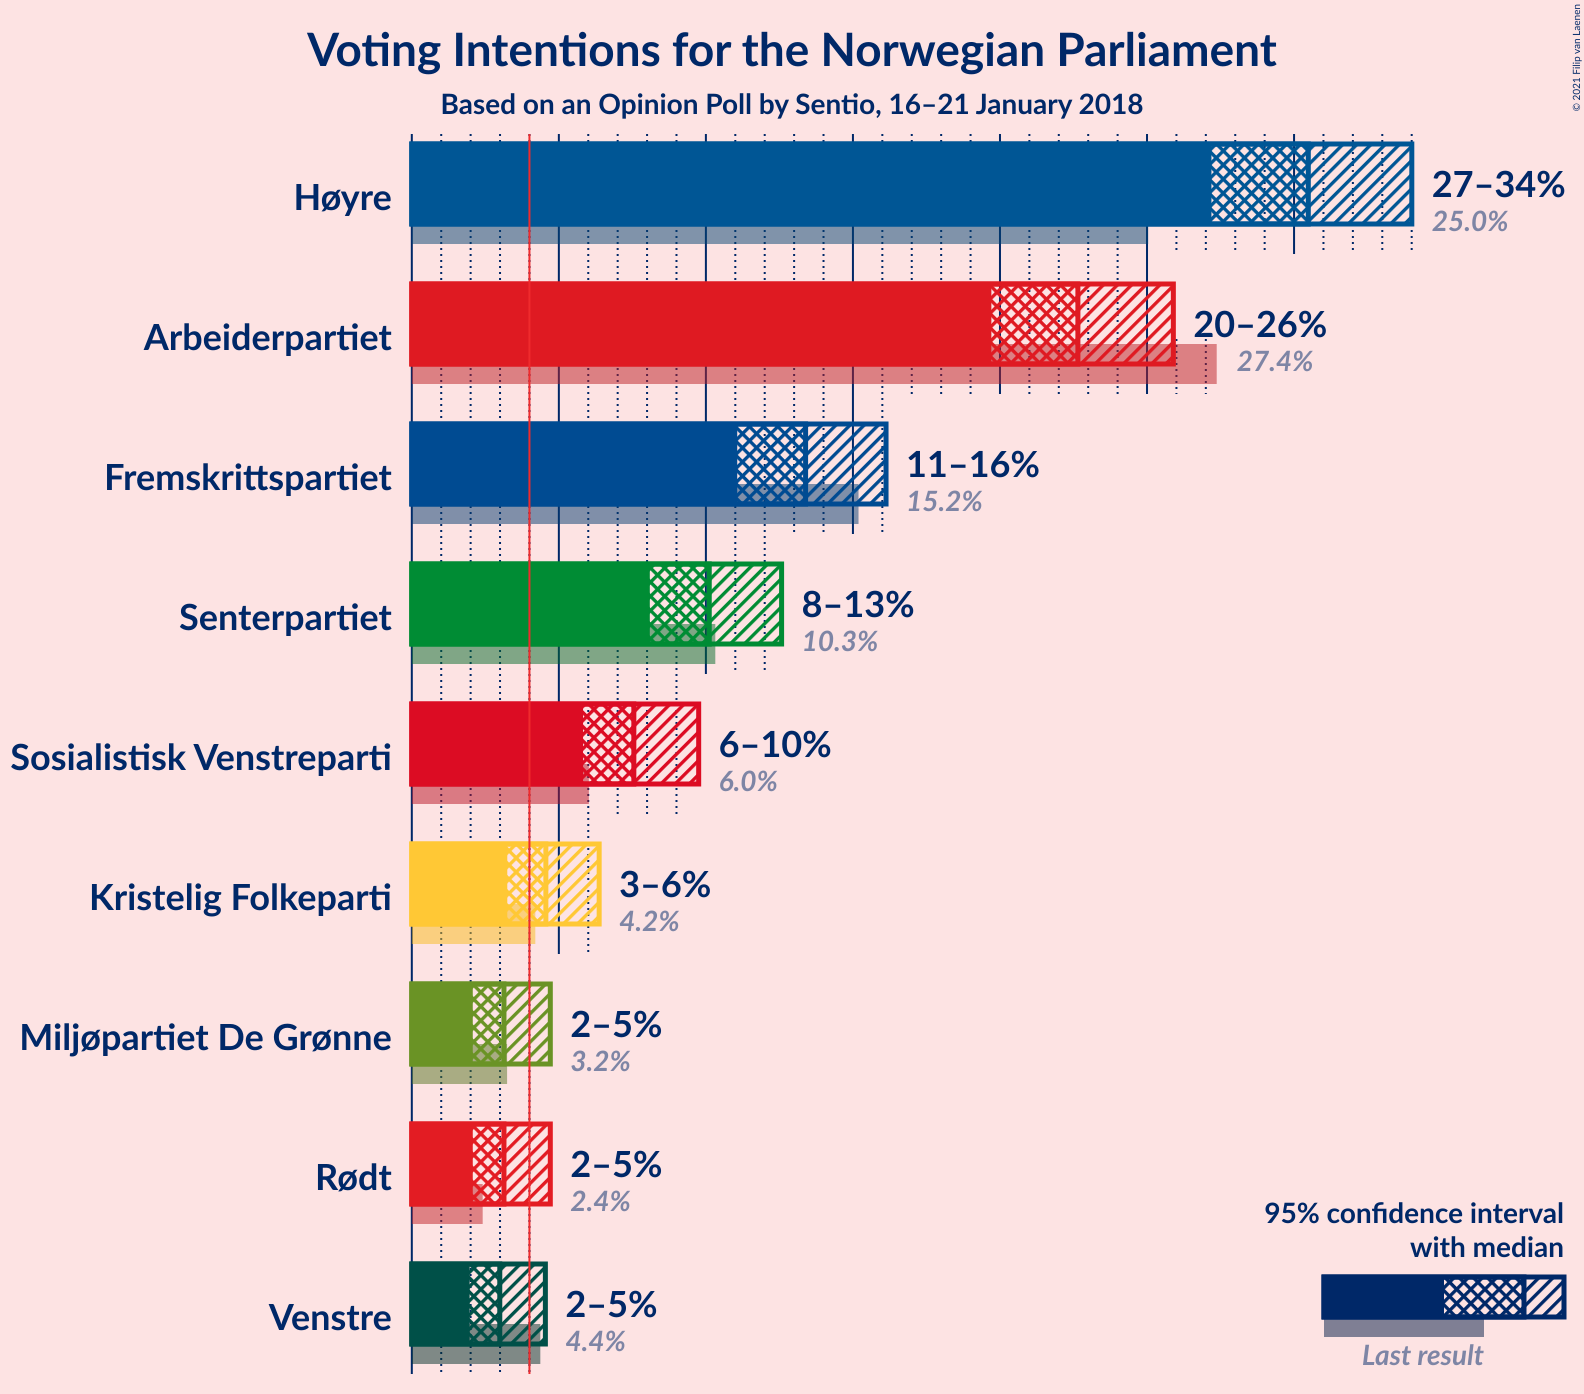 Voting Intentions for the Norwegian Parliament
Based on an Opinion Poll by Sentio, 16–21 January 2018
© 2021 Filip van Laenen
Høyre
27–34%
25.0%
Arbeiderpartiet
20–26%
27.4%
Fremskrittspartiet
11–16%
15.2%
Senterpartiet
8–13%
10.3%
Sosialistisk Venstreparti
6–10%
6.0%
Kristelig Folkeparti
3–6%
4.2%
Miljøpartiet De Grønne
2–5%
3.2%
Rødt
2–5%
2.4%
Venstre
2–5%
4.4%
95% confidence interval
with median
Last result